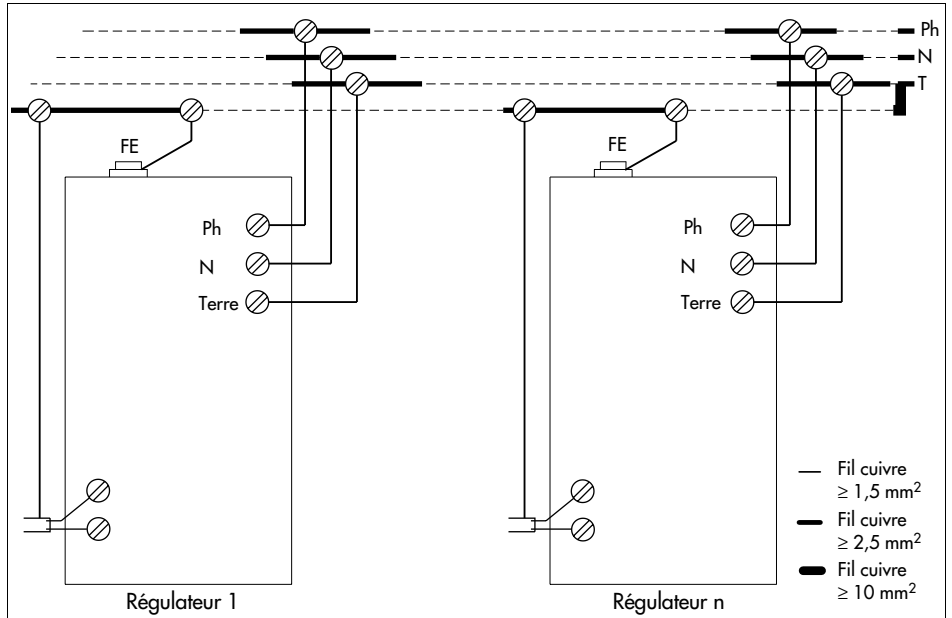 Ph
N
T
FE
FE
Ph
N
Terre
Ph
N
Terre
Fil cuivre
≥ 1,5 mm²
Fil cuivre
≥ 2,5 mm²
Fil cuivre
≥ 10 mm²
Régulateur 1
Régulateur n